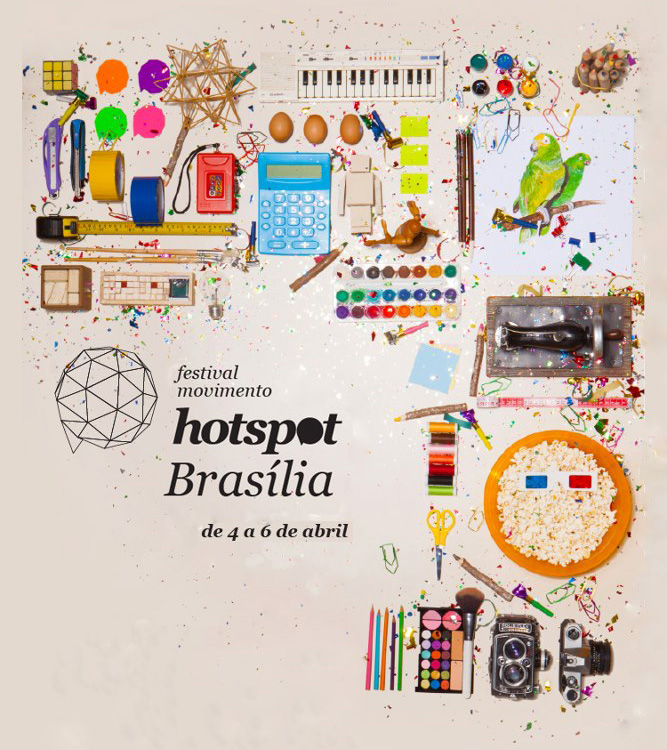 festival
movimento
hotspot
Brasília
de 4 a 6 de abril